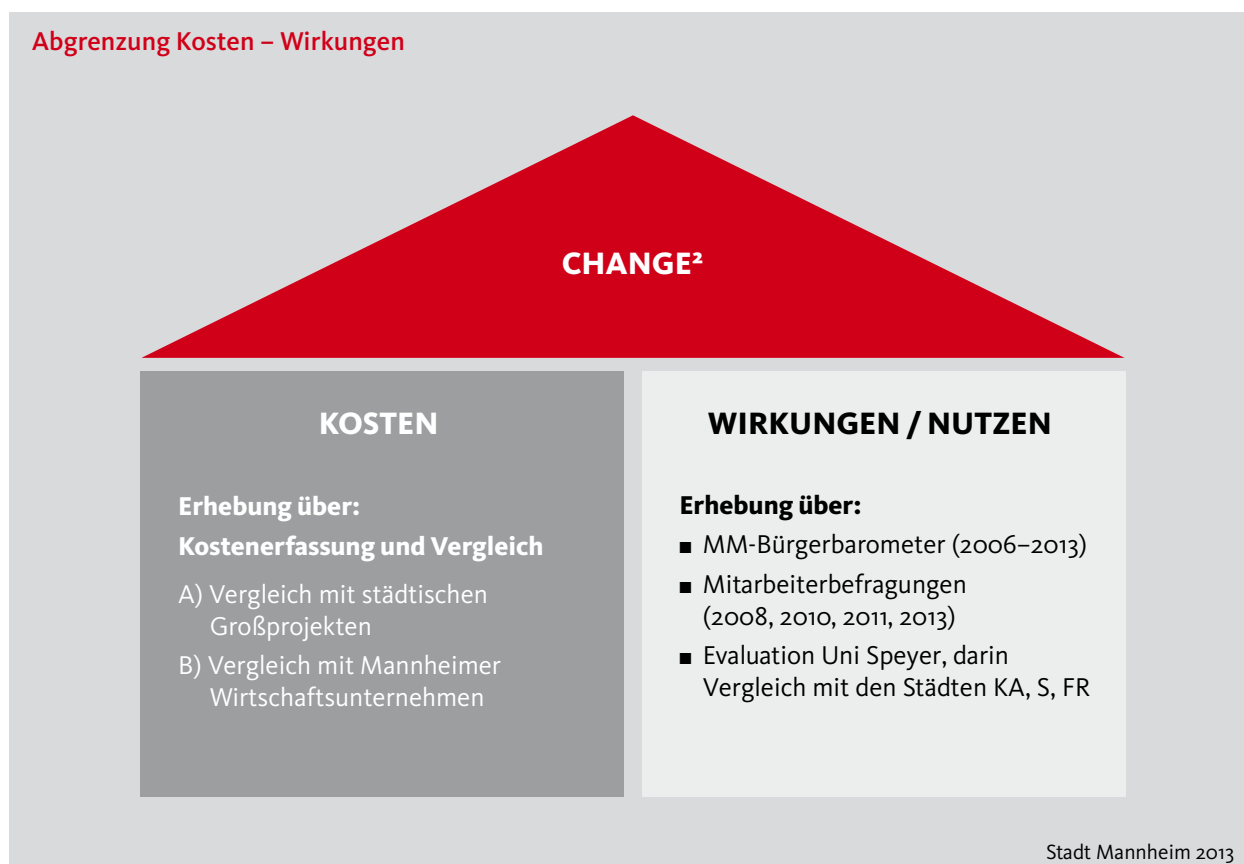 Abgrenzung Kosten – Wirkungen
CHANGE²
KOSTEN
Erhebung über:
Kostenerfassung und Vergleich
A) Vergleich mit städtischen
Großprojekten
B) Vergleich mit Mannheimer
Wirtschaftsunternehmen
WIRKUNGEN / NUTZEN
Erhebung über:
■ MM-Bürgerbarometer (2006–2013)
■ Mitarbeiterbefragungen
(2008, 2010, 2011, 2013)
■ Evaluation Uni Speyer, darin
Vergleich mit den Städten KA, S, FR
Stadt Mannheim 2013